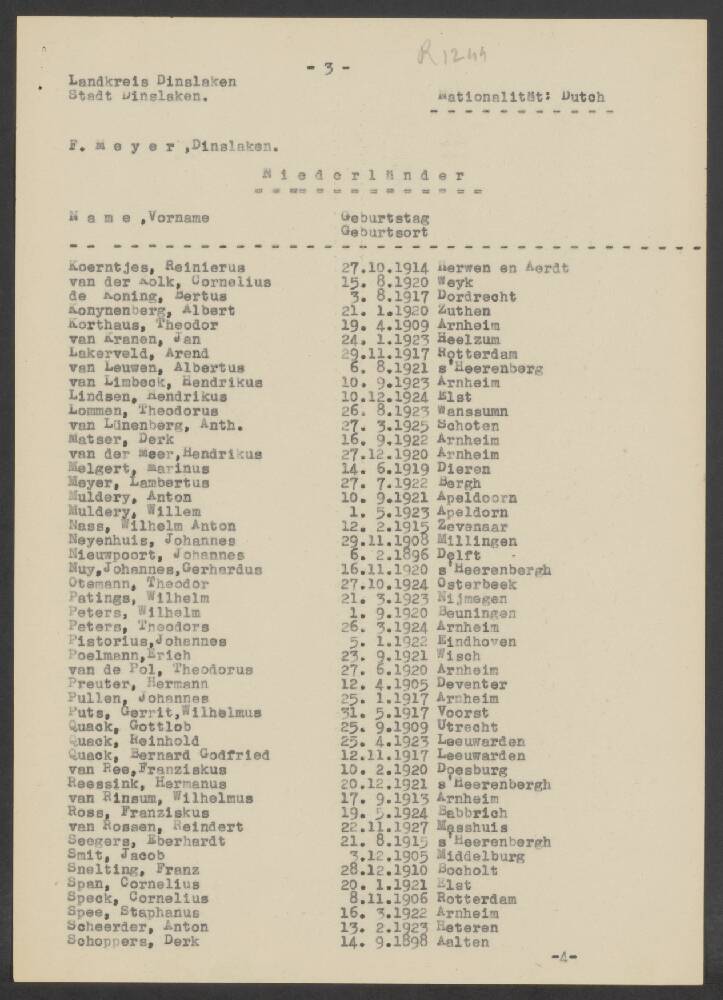 R 1249
- 3 -
Landkreis Dinslaken
Stadt Dinslaken.
Nationalität: Dutch
F. Meyer ,Dinslaken.
Niederländer
Name ,Vorname
Geburtstag
Geburtsort
Koerntjes, Reinierus 27.10.1914 Herwen en Aerdt
van der Kolk, Cornelius 15. 8.1920 Weyk
de Koning, Bertus 3. 8.1917 Dordrecht
Konynenberg, Albert 21. 1.1920 Zuthen
Korthaus, Theodor 19. 4.1909 Arnheim
van Kranen, Jan 24. 1.1923 Heelzum
Lakerveld, Arend 29.11.1917 Rotterdam
van Leuwen, Albertus 6. 8.1921 s'Heerenberg
van Limbeck, Hendrikus 10. 9.1923 Arnheim
Lindsen, Hendrikus 10.12.1924 Elst
Lommen, Theodorus 26. 8.1923 Wanssumn
van Lünenberg, Anth. 27. 3.1925 Schoten
Matser, Derk 16. 9.1922 Arnheim
van der Meer,Hendrikus 27.12.1920 Arnheim
Melgert, Marinus 14. 6.1919 Dieren
Meyer, Lambertus 27. 7.1922 Bergh
Muldery, Anton 10. 9.1921 Apeldoorn
Muldery, Willem 1. 5.1923 Apeldorn
Nass, Wilhelm Anton 12. 2.1915 Zevenaar
Neyenhuis, Johannes 29.11.1908 Millingen
Nieuwpoort, Johannes 6. 2.1896 Delft
Nuy,Johannes,Gerhardus 16.11.1920 s'Heerenbergh
Otemann, Theodor 27.10.1924 Osterbeek
Patings, Wilhelm 21. 3.1923 Nijmegen
Peters, Wilhelm 1. 9.1920 Beuningen
Peters, Theodors 26. 3.1924 Arnheim
Pistorius,Johannes 5. 1.1922 Eindhoven
Poelmann,Erich 23. 9.1921 Wisch
van de Pol, Theodorus 27. 6.1920 Arnheim
Preuter, Hermann 12. 4.1905 Deventer
Pullen, Johannes 25. 1.1917 Arnheim
Puts, Gerrit,Wilhelmus 31. 5.1917 Voorst
Quack, Gottlob 25. 9.1909 Utrecht
Quack, Reinhold 25. 4.1923 Leeuwarden
Quack, Bernard Godfried 12.11.1917 Leeuwarden
van Ree,Franziskus 10. 2.1920 Doesburg
Reessink, Hermanus 20.12.1921 s'Heerenbergh
van Rinsum, Wilhelmus 17. 9.1913 Arnheim
Ross, Franziskus 19. 5.1924 Babbrich
van Rossen, Reindert 22.11.1927 Masshuis
Seegers, Eberhardt 21. 8.1915 s'Heerenbergh
Smit, Jacob 3.12.1905 Middelburg
Snelting, Franz 28.12.1910 Bocholt
Span, Cornelius 20. 1.1921 Elst
Speck, Cornelius 8.11.1906 Rotterdam
Spee, Staphanus 16. 3.1922 Arnheim
Scheerder, Anton 13. 2.1923 Heteren
Schoppers, Derk 14. 9.1898 Aalten
-4-